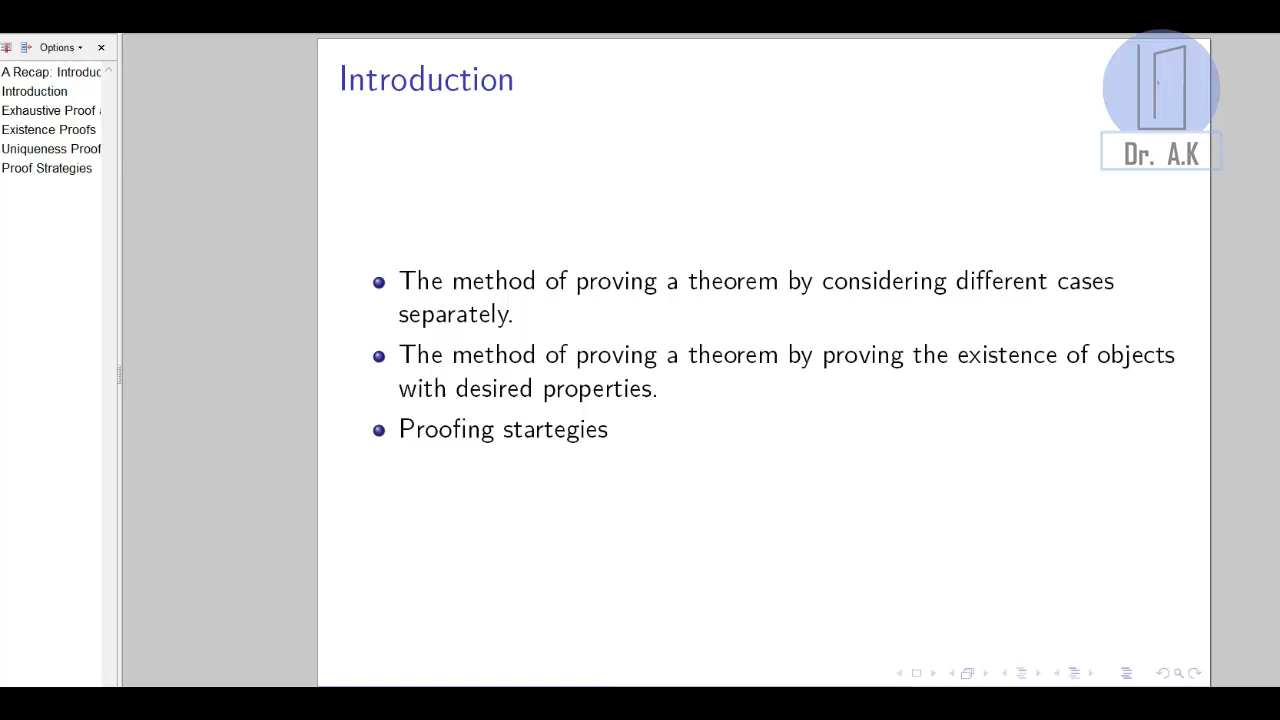 Options
A Recap: Introduc
Introduction
Exhaustive Proof a
Existence Proofs
Uniqueness Proof
Proof Strategies
Introduction
Dr. A.K
The method of proving a theorem by considering different cases
separately.
The method of proving a theorem by proving the existence of objects
with desired properties.
Proofing startegies